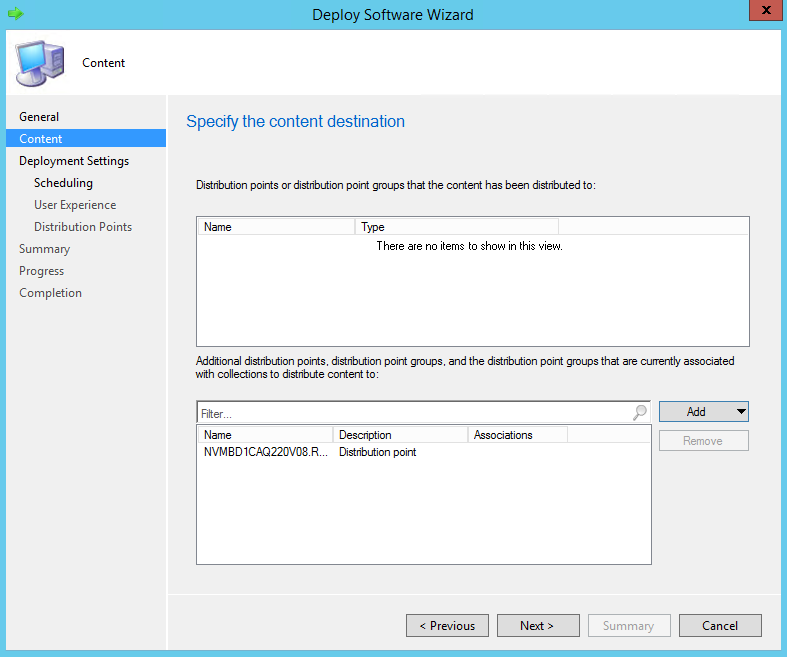 Deploy Software Wizard
x
Content
General
Content
Deployment Settings
Scheduling
User Experience
Distribution Points
Summary
Progress
Completion
Specify the content destination
Distribution points or distribution point groups that the content has been distributed to:
Name Type
There are no items to show in this view.
Additional distribution points, distribution point groups, and the distribution point groups that are currently associated
with collections to distribute content to:
Filter...
Add
Name Description Associations
Remove
NVMBD1CAQ220V08.R... Distribution point
< Previous Next > Summary Cancel